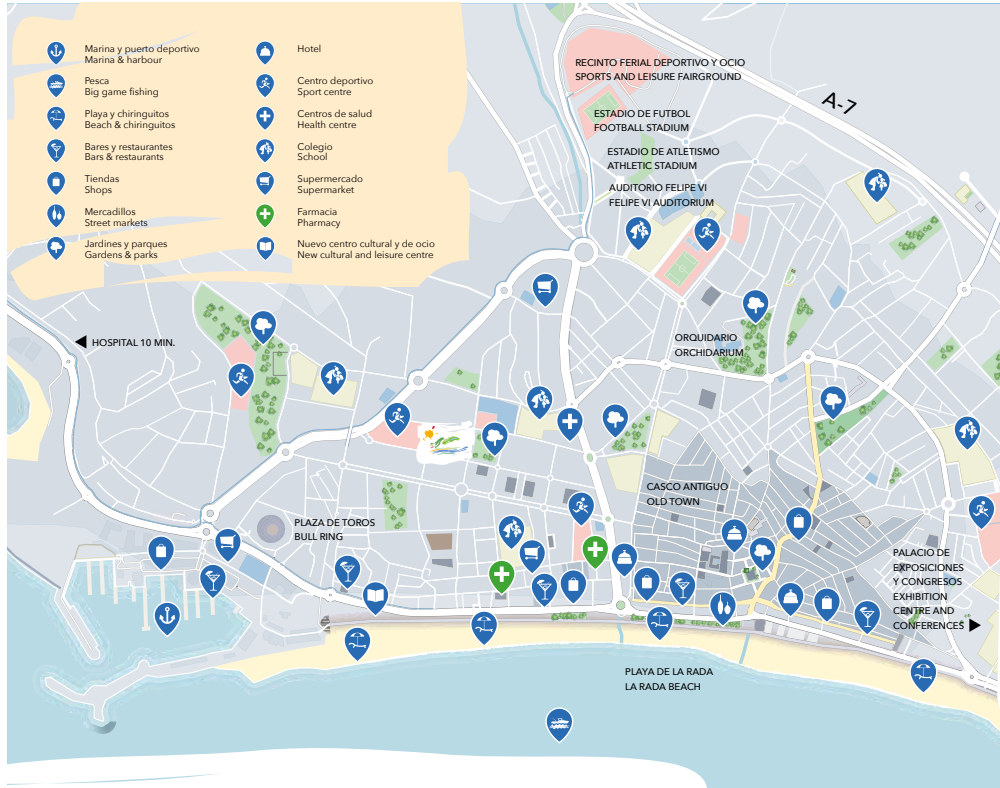 Marina y puerto deportivo
Marina & harbour
Pesca
Big game fishing
Playa y chiringuitos
Beach & chiringuitos
Bares y restaurantes
Bars & restaurants
Tiendas
Shops
Mercadillos
Street markets
Jardines y parques
Gardens & parks
Hotel
Centro deportivo
Sport centre
Centros de salud
Health centre
Colegio
School
Supermercado
Supermarket
Farmacia
Pharmacy
Nuevo centro cultural y de ocio
New cultural and leisure centre
RECINTO FERIAL DEPORTIVO Y OCIO
SPORTS AND LEISURE FAIRGROUND
A-7
ESTADIO DE FUTBOL
FOOTBALL STADIUM
ESTADIO DE ATLETISMO
ATHLETIC STADIUM
AUDITORIO FELIPE VI
FELIPE VI AUDITORIUM
HOSPITAL 10 MIN.
ORQUIDARIO
ORCHIDARIUM
CASCO ANTIGUO
OLD TOWN
PLAZA DE TOROS
BULL RING
PALACIO DE
EXPOSICIONES
Y CONGRESOS
EXHIBITION
CENTRE AND
CONFERENCES
PLAYA DE LA RADA
LA RADA BEACH